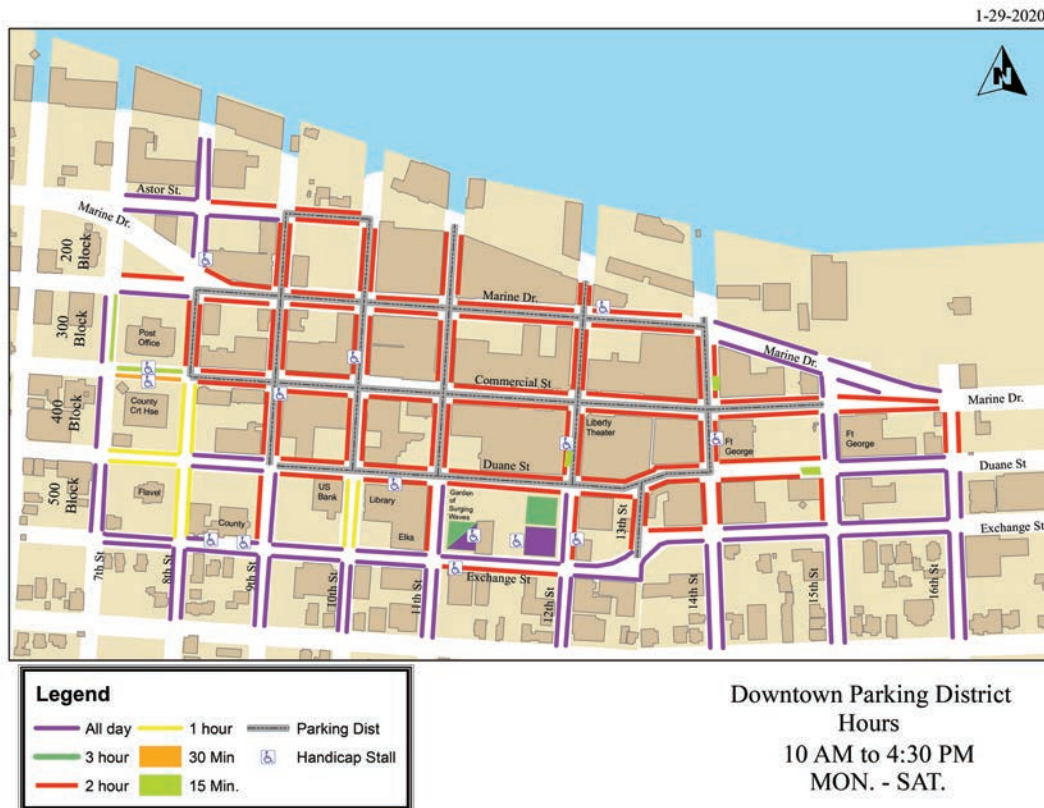 1-29-2020
N
Astor St.
Marine Dr.
200
Block
Marine Dr.
300
Block
Post
Office
Marine Dr.
Commercial St
Marine Dr.
400
Block
County
Crt Hse
Liberty
Theater
Ft
George
Ft
George
Duane St
Duane St
500
Block
Flavel
US
Bank
Library
Garden
of
Surging
Waves
County
Elks
13th St
Exchange St
Exchange St
7th St
8th St
9th St
10th St
11th St
12th St
14th St
15th St
16th St
Legend
All day
1 hour
Parking Dist
3 hour
30 Min
Handicap Stall
2 hour
15 Min.
Downtown Parking District
Hours
10 AM to 4:30 PM
MON. - SAT.